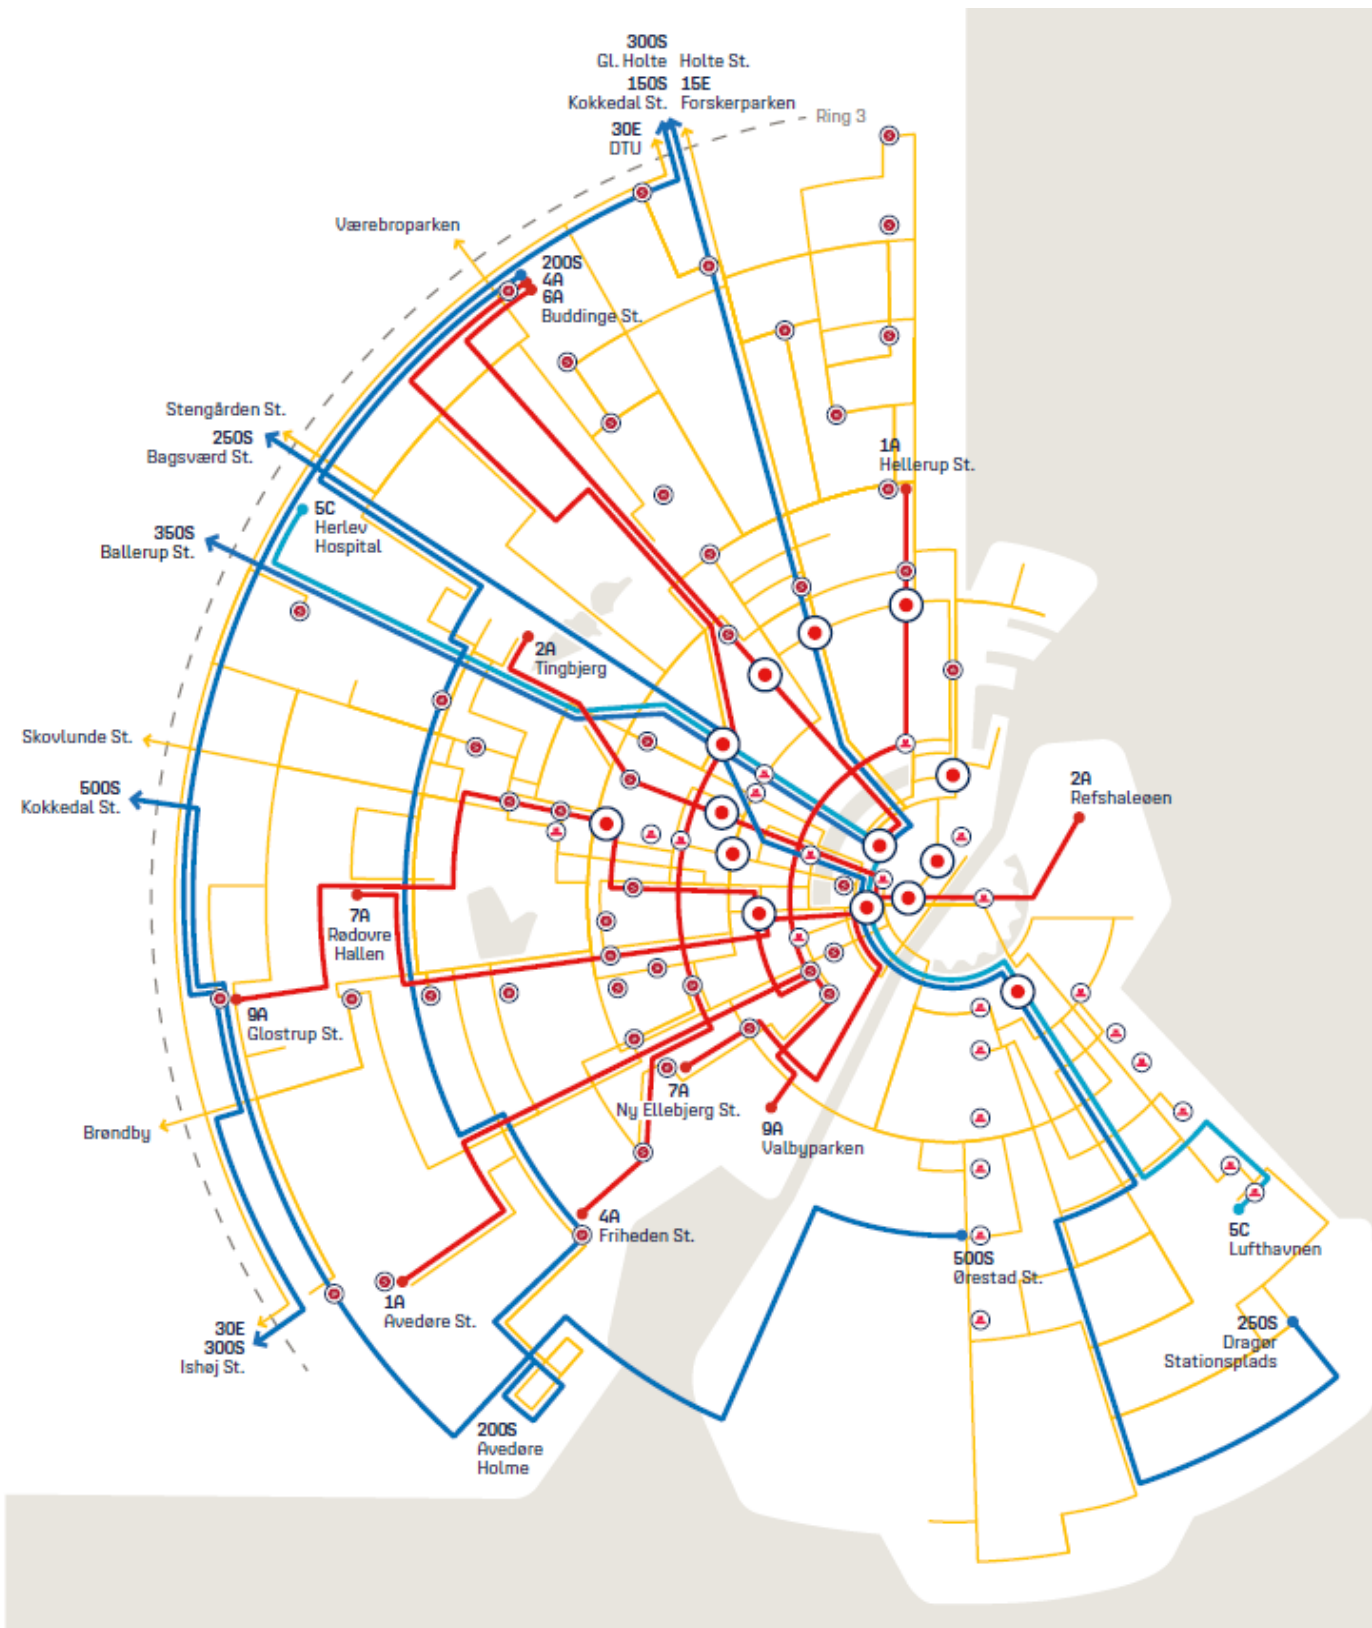 300S
Gl. Holte
Holte St.
150S
15E
Kokkedal St.
Forskerparken
Ring 3
30E
DTU
Værebroparken
200S
4A
6A
Buddinge St.
Stengården St.
250S
Bagsværd St.
1A
Hellerup St.
5C
Herlev
Hospital
350S
Ballerup St.
2A
Tingbjerg
Skovlunde St.
500S
Kokkedal St.
2A
Refshaleøen
7A
Rødovre
Hallen
9A
Glostrup St.
7A
Ny Ellebjerg St.
9A
Valbyparken
Brøndby
4A
Friheden St.
500S
Ørestad St.
5C
Lufthavnen
1A
Avedøre St.
30E
300S
Ishøj St.
250S
Dragør
Stationsplads
200S
Avedøre
Holme